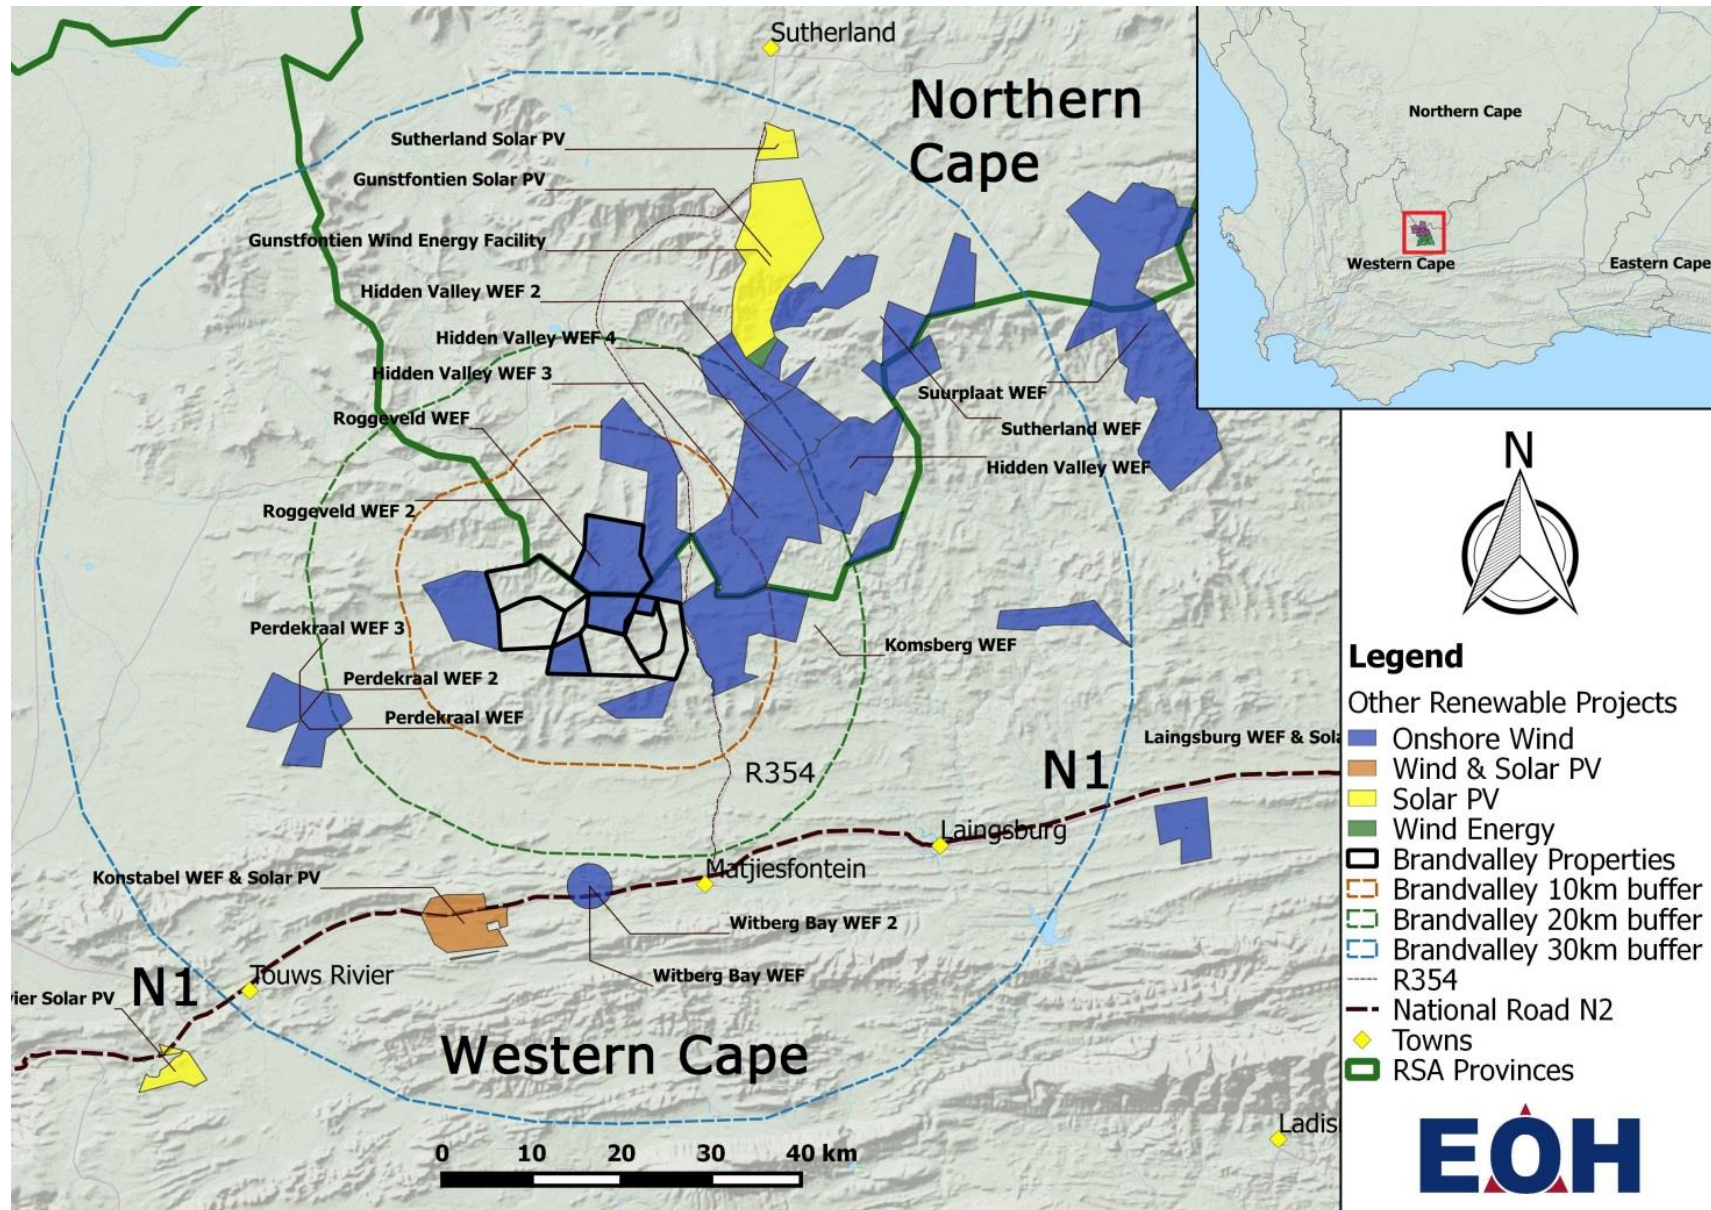 Sutherland
Northern
Cape
Sutherland Solar PV
Gunstfontien Solar PV
Gunstfontien Wind Energy Facility
Hidden Valley WEF 2
Hidden Valley WEF 4
Hidden Valley WEF 3
Roggeveld WEF
Roggeveld WEF 2
Suurplaat WEF
Sutherland WEF
Hidden Valley WEF
Perdekraal WEF 3
Perdekraal WEF 2
Perdekraal WEF
Komsberg WEF
R354
N1
Laingsburg WEF & Sola
Laingsburg
Matjiesfontein
Konstabel WEF & Solar PV
Witberg Bay WEF 2
Witberg Bay WEF
Touws Rivier
N1
vier Solar PV
Western Cape
Ladis
0 10 20 30 40 km
Northern Cape
Western Cape
Eastern Cape
N
Legend
Other Renewable Projects
Onshore Wind
Wind & Solar PV
Solar PV
Wind Energy
Brandvalley Properties
Brandvalley 10km buffer
Brandvalley 20km buffer
Brandvalley 30km buffer
R354
National Road N2
Towns
RSA Provinces
EOH